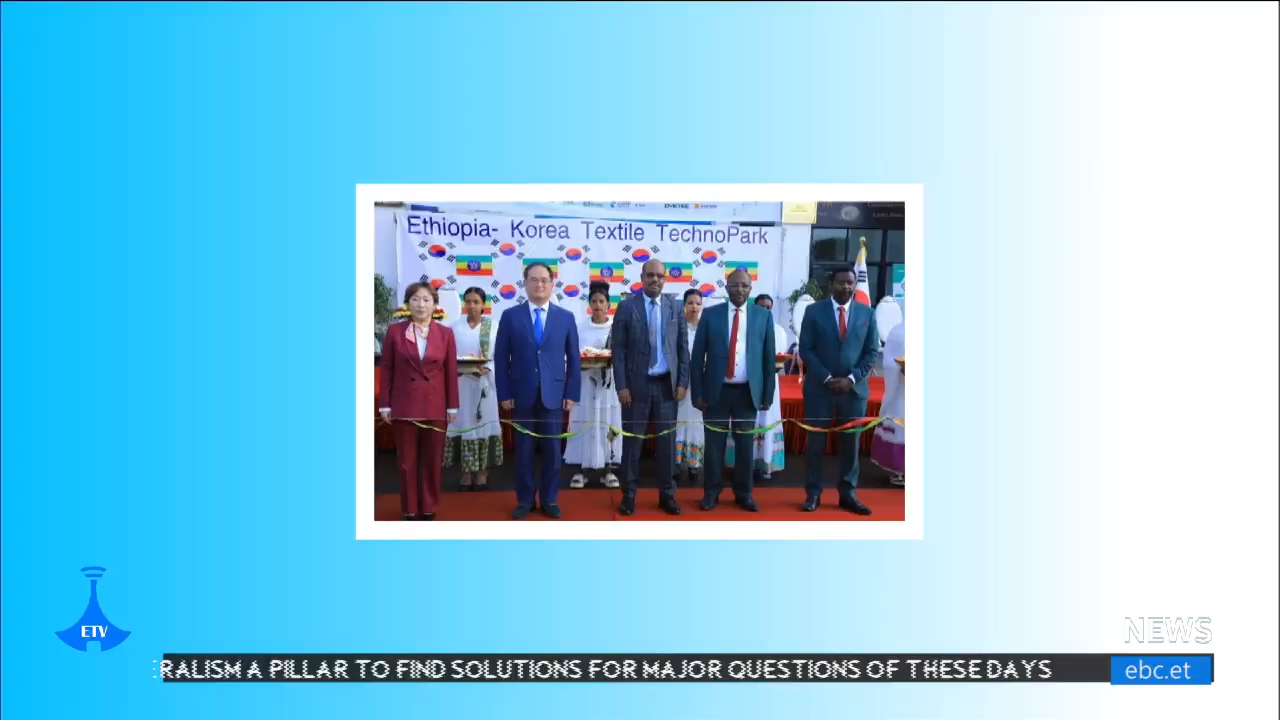 Ethiopia- Korea Textile TechnoPark
ETV
NEWS
RALISM A PILLAR TO FIND SOLUTIONS FOR MAJOR QUESTIONS OF THESE DAYS
ebc.et